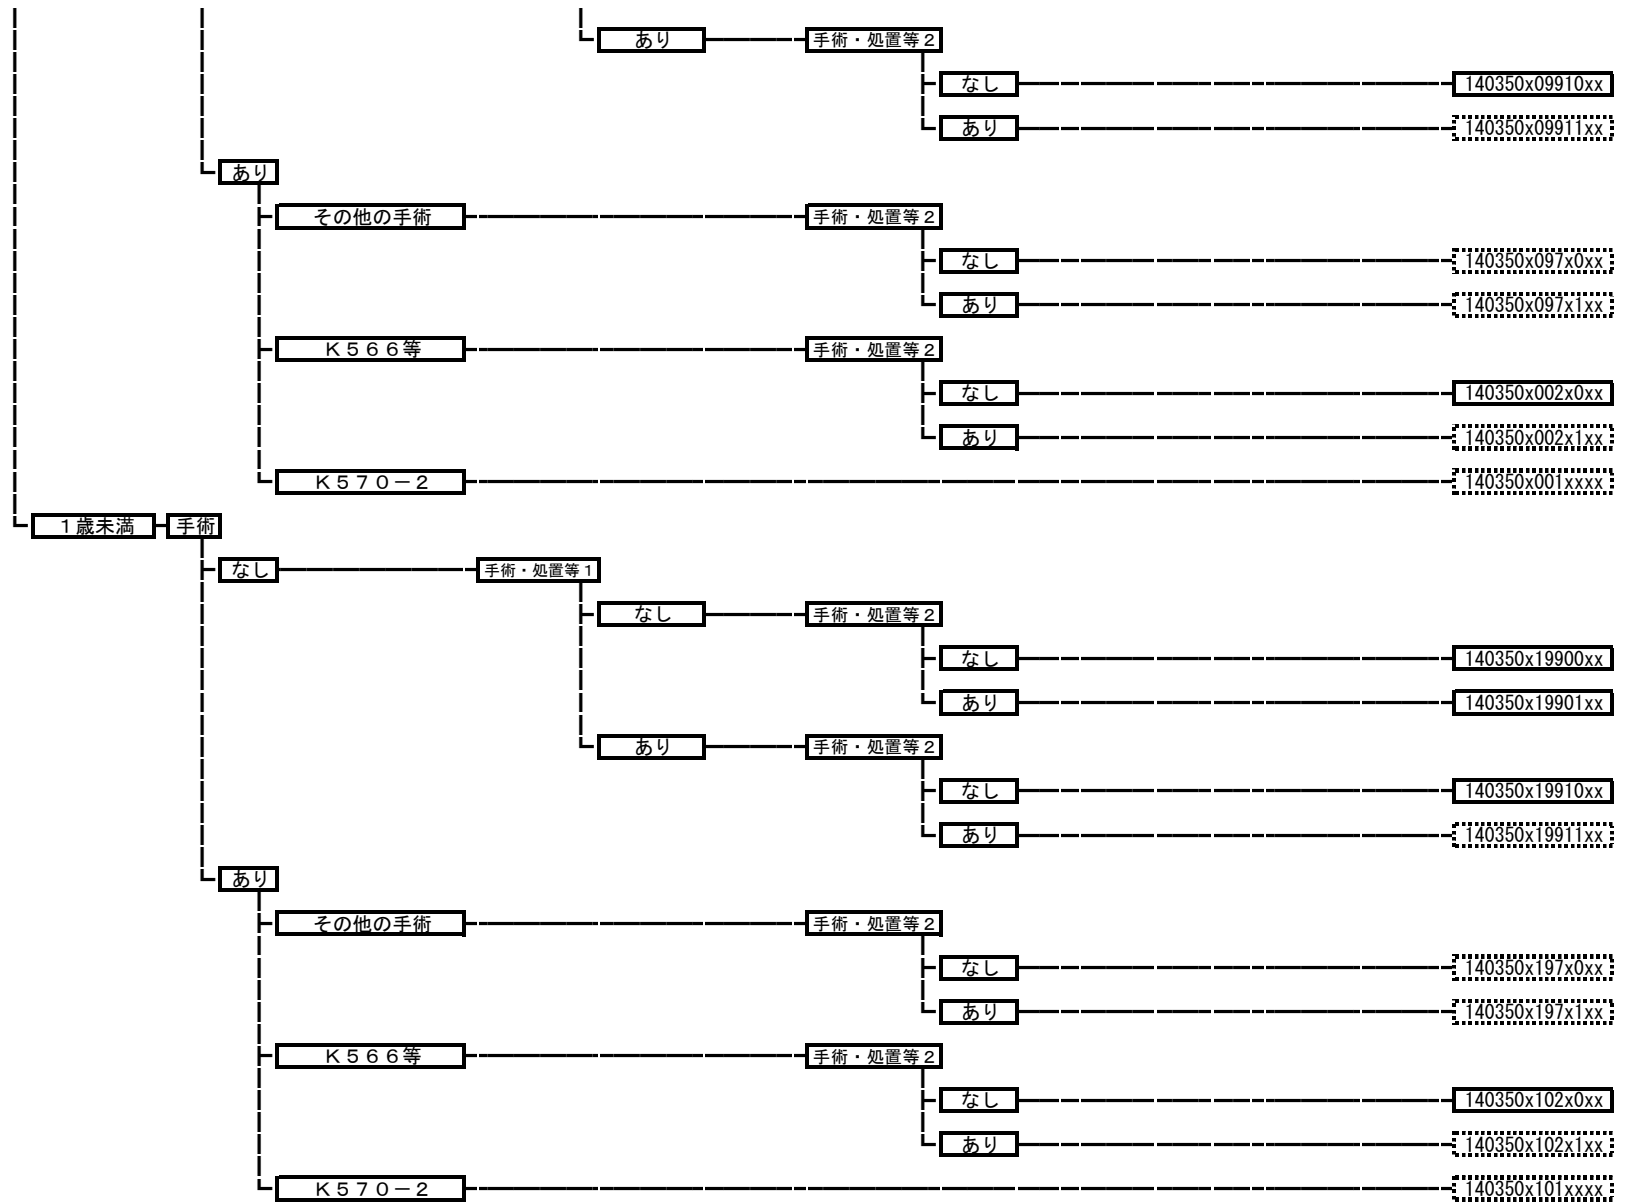 あり 手術・処置等２
なし 140350x09910xx
あり 140350x09911xx
あり
その他の手術 手術・処置等２
なし 140350x097x0xx
あり 140350x097x1xx
Ｋ５６６等 手術・処置等２
なし 140350x002x0xx
あり 140350x002x1xx
Ｋ５７０－２ 140350x001xxxx
１歳未満 手術
なし 手術・処置等１
なし 手術・処置等２
なし 140350x19900xx
あり 140350x19901xx
あり 手術・処置等２
なし 140350x19910xx
あり 140350x19911xx
あり
その他の手術 手術・処置等２
なし 140350x197x0xx
あり 140350x197x1xx
Ｋ５６６等 手術・処置等２
なし 140350x102x0xx
あり 140350x102x1xx
Ｋ５７０－２ 140350x101xxxx